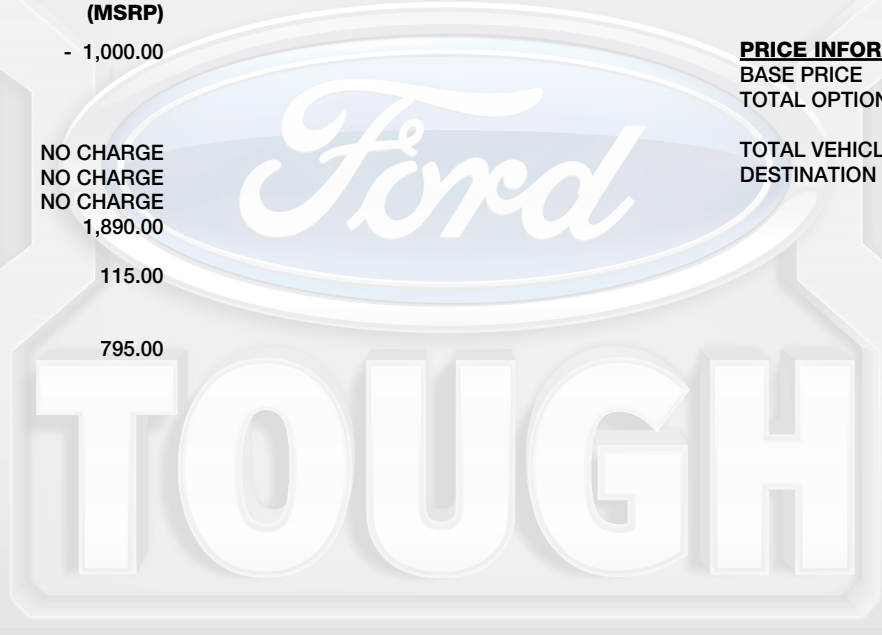 (MSRP)
- 1,000.00
NO CHARGE
NO CHARGE
NO CHARGE
1,890.00
115.00
795.00
PRICE INFOR
BASE PRICE
TOTAL OPTION
TOTAL VEHICL
DESTINATION
Ford
TOUGH